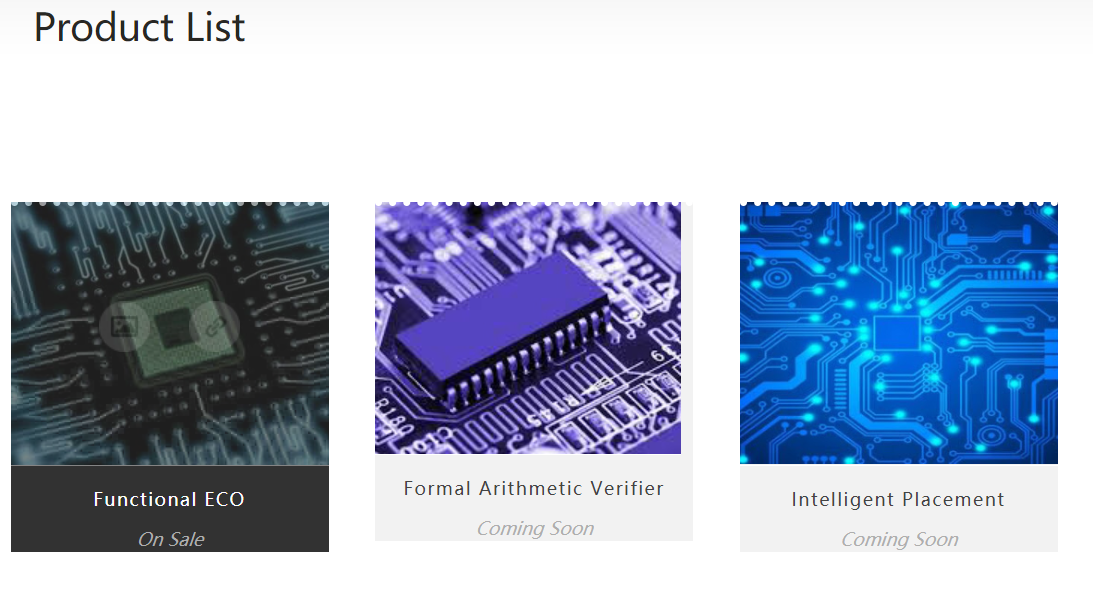 Product List
Functional ECO
On Sale
Formal Arithmetic Verifier
Coming Soon
Intelligent Placement
Coming Soon